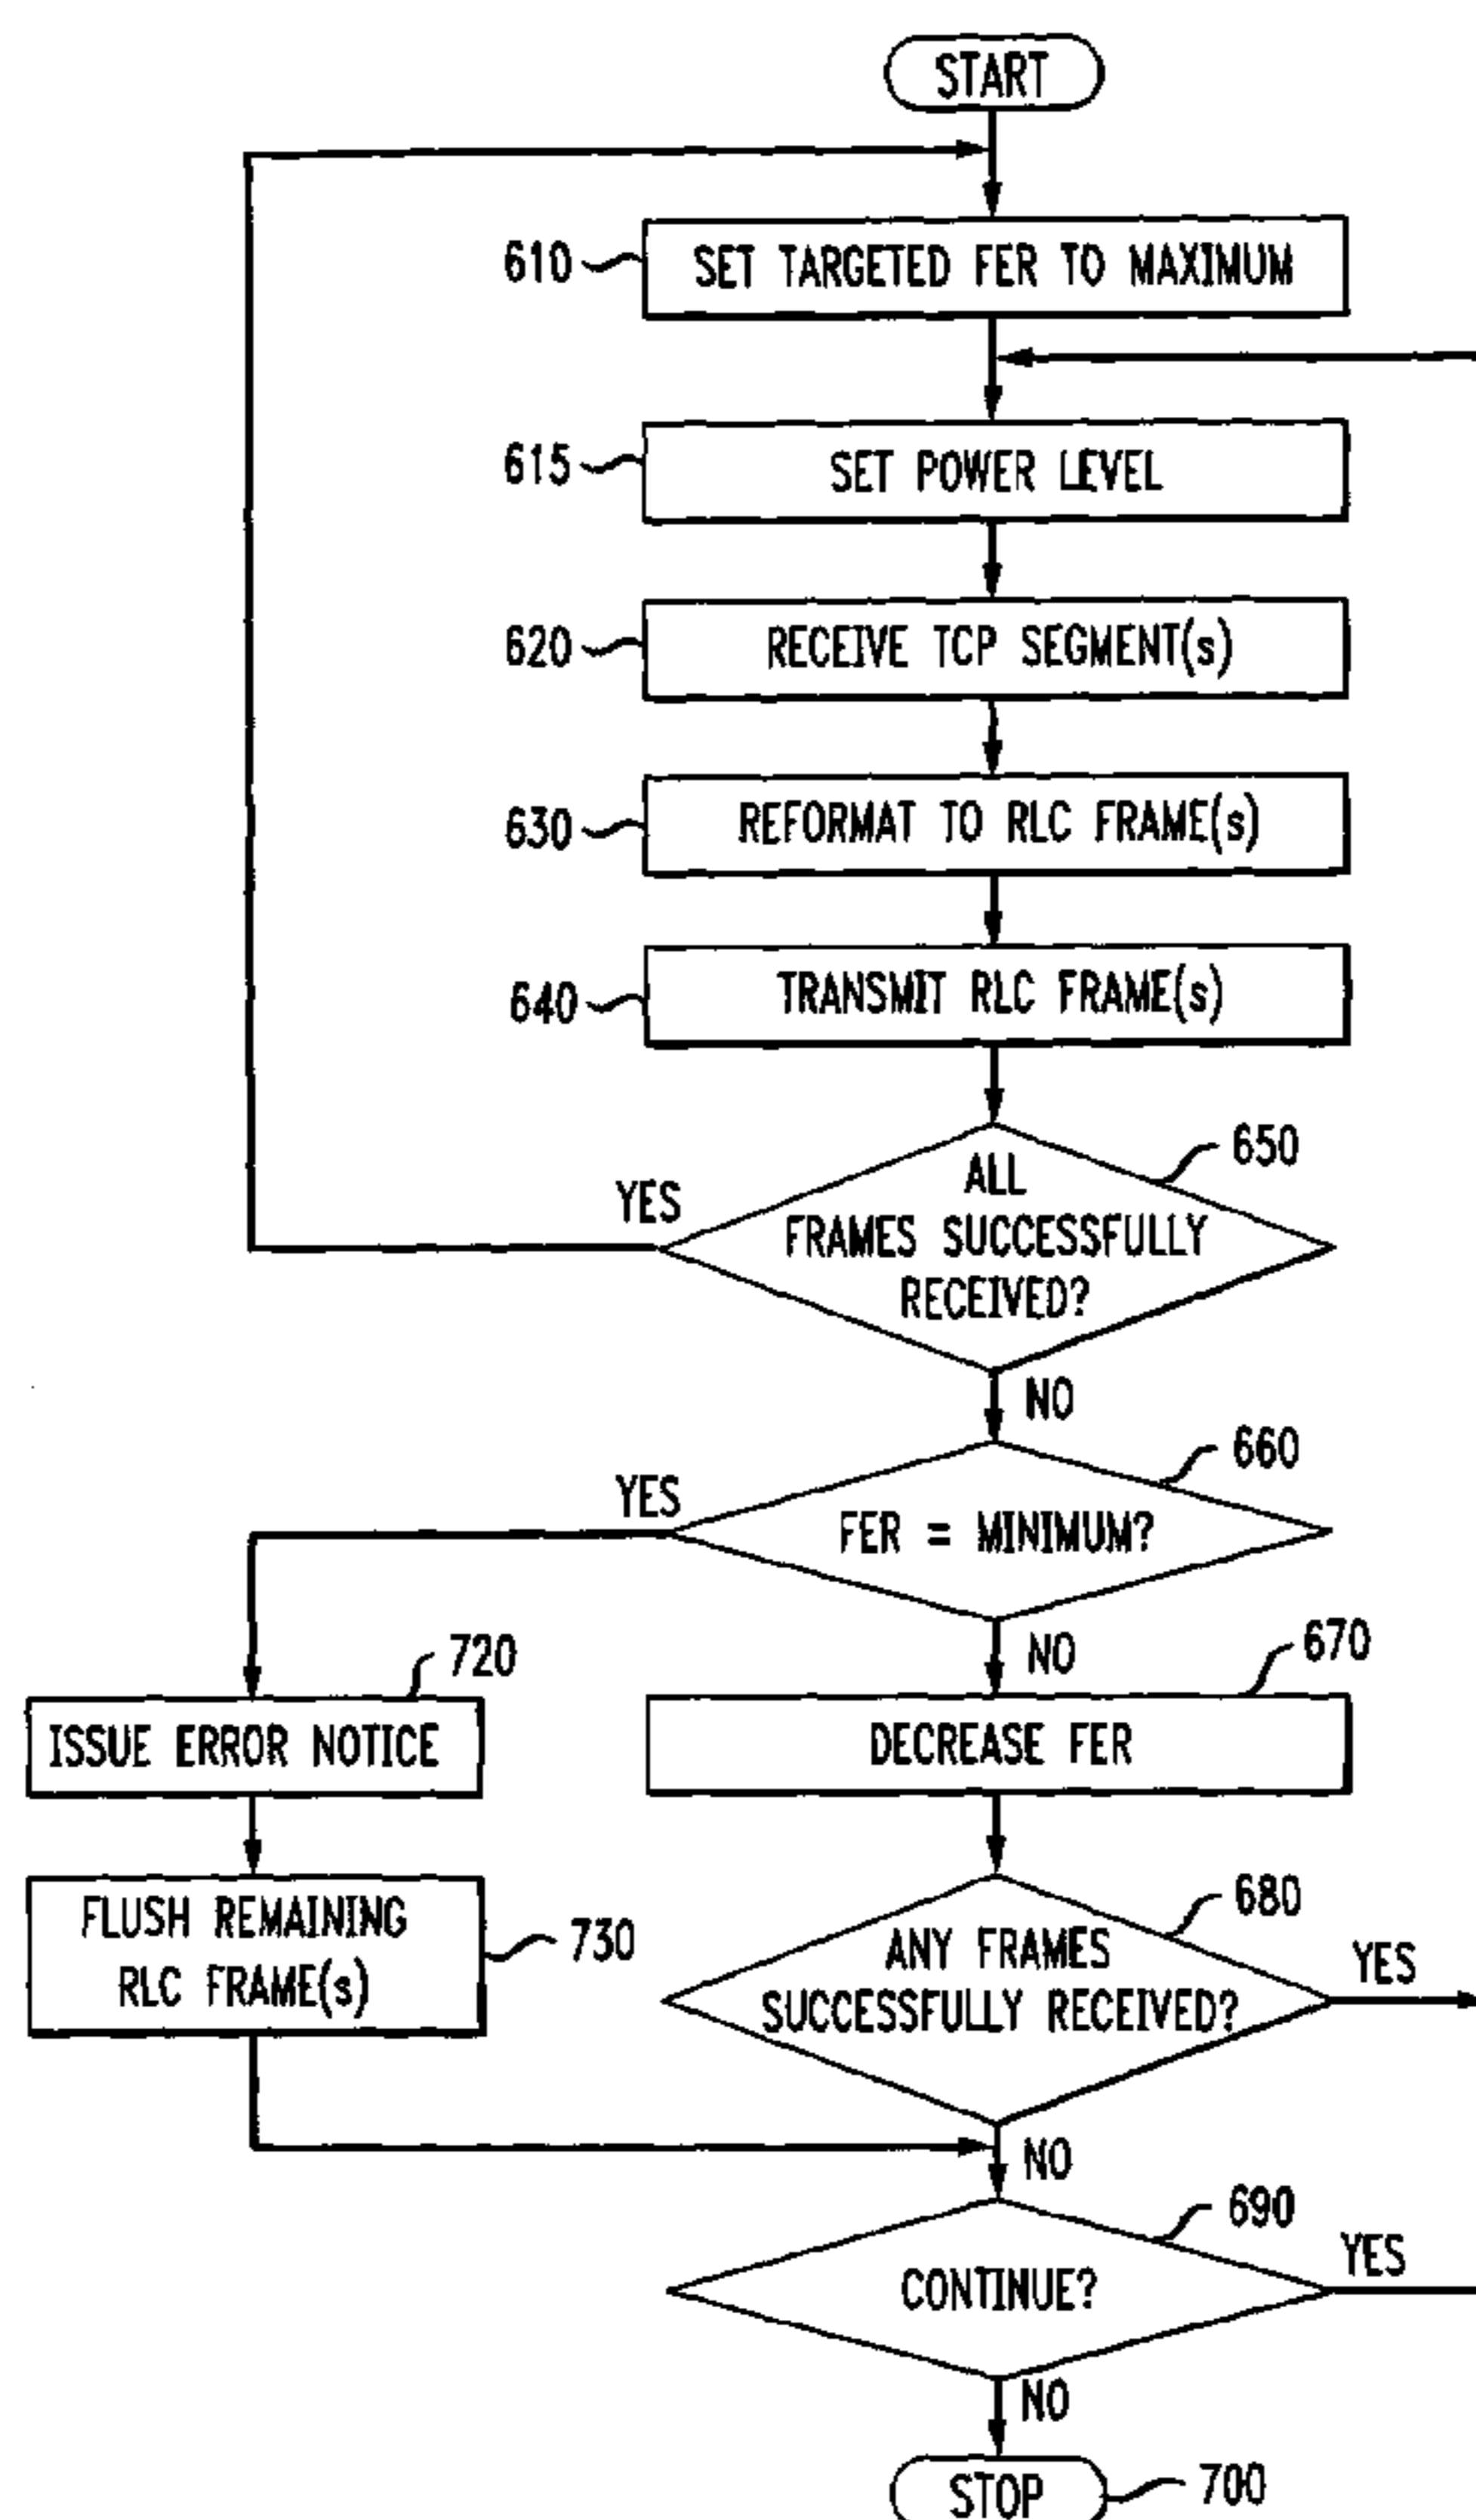 START
610
SET TARGETED FER TO MAXIMUM
615
SET POWER LEVEL
620
RECEIVE TCP SEGMENT(s)
630
REFORMAT TO RLC FRAME(s)
640
TRANSMIT RLC FRAME(s)
650
ALL
FRAMES SUCCESSFULLY
RECEIVED?
YES
NO
660
FER = MINIMUM?
YES
NO
720
ISSUE ERROR NOTICE
670
DECREASE FER
FLUSH REMAINING
RLC FRAME(s)
730
680
ANY FRAMES
SUCCESSFULLY RECEIVED?
YES
NO
690
CONTINUE?
YES
NO
STOP
700